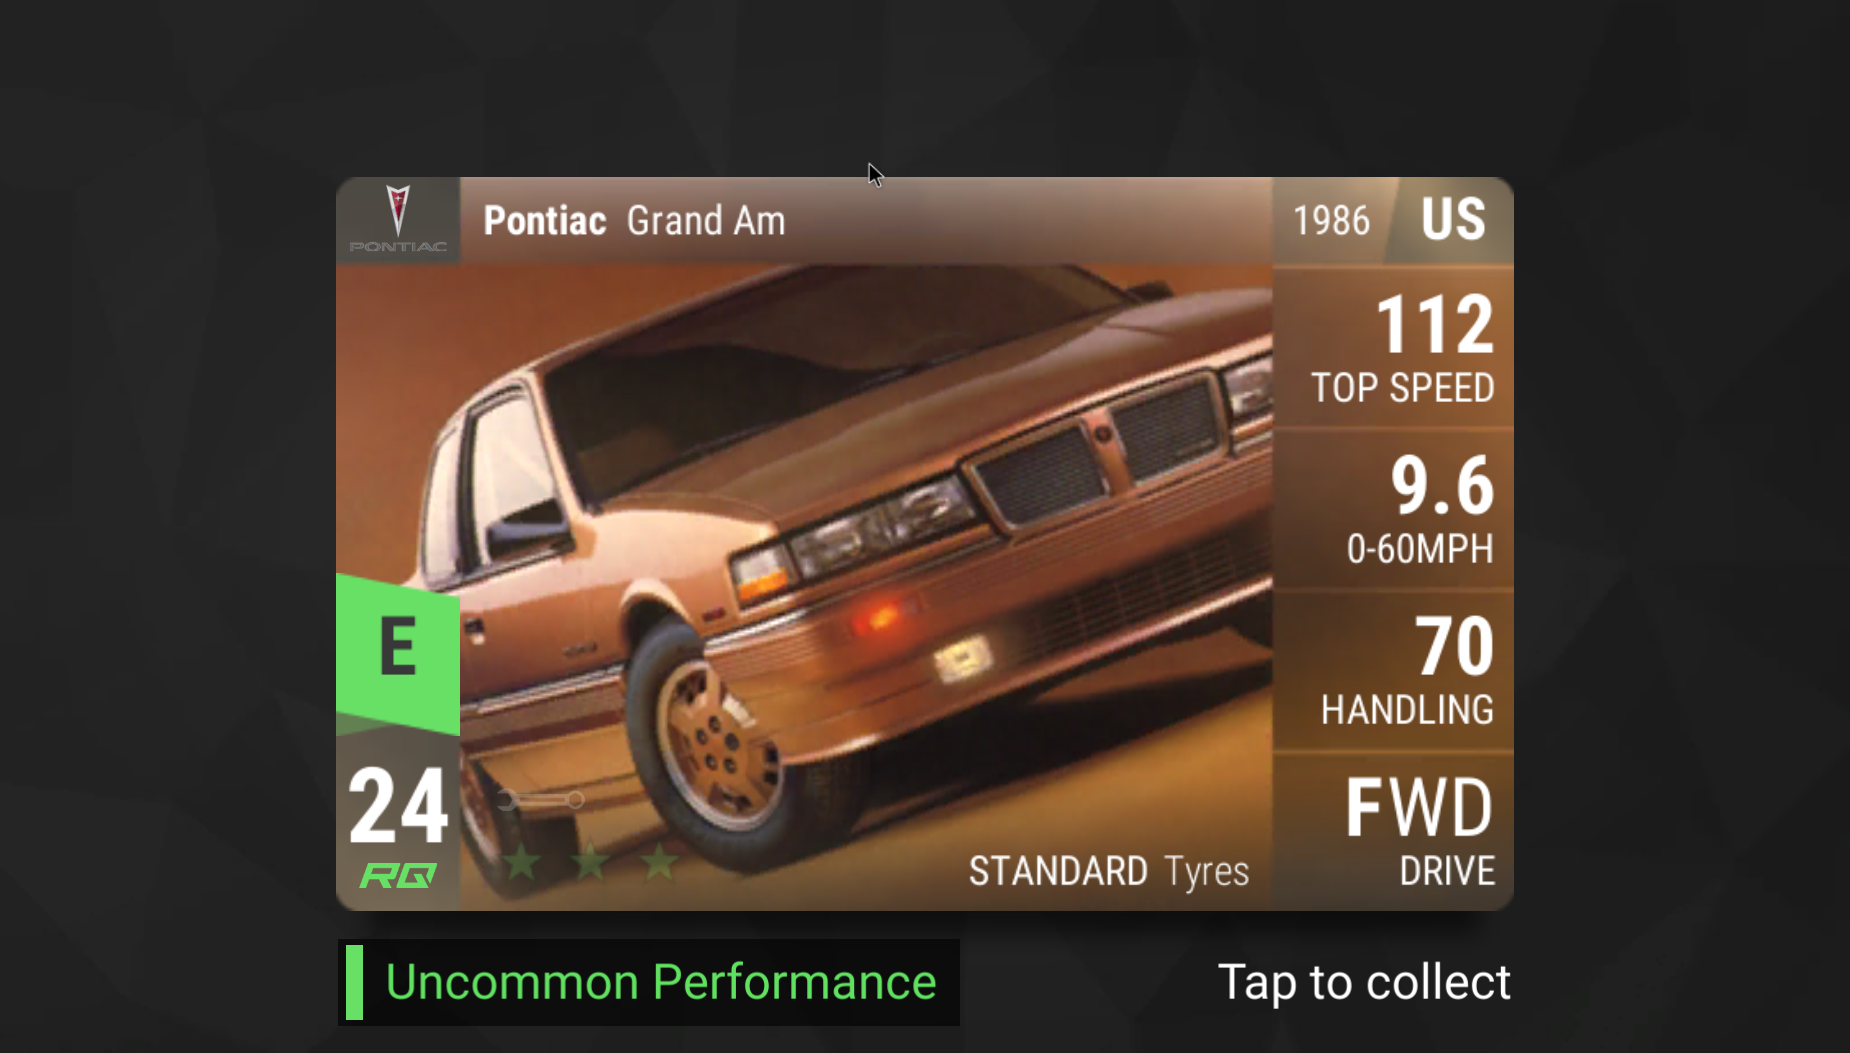 PONTIAC
Pontiac Grand Am
1986 US
112
TOP SPEED
9.6
0-60MPH
70
HANDLING
FWD
DRIVE
E
24
RQ
STANDARD Tyres
Uncommon Performance
Tap to collect